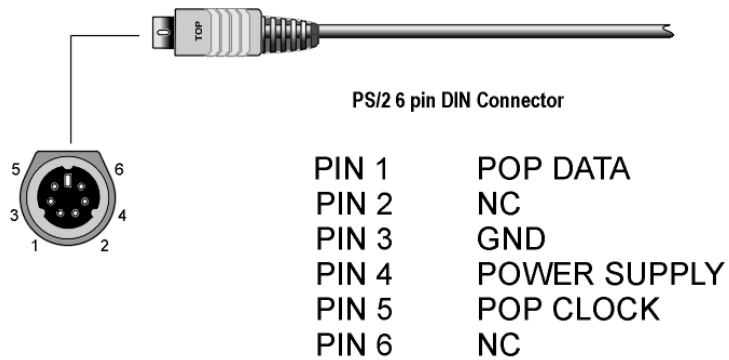 TOP
PS/2 6 pin DIN Connector
5 6
3 4
1 2
PIN 1 POP DATA
PIN 2 NC
PIN 3 GND
PIN 4 POWER SUPPLY
PIN 5 POP CLOCK
PIN 6 NC